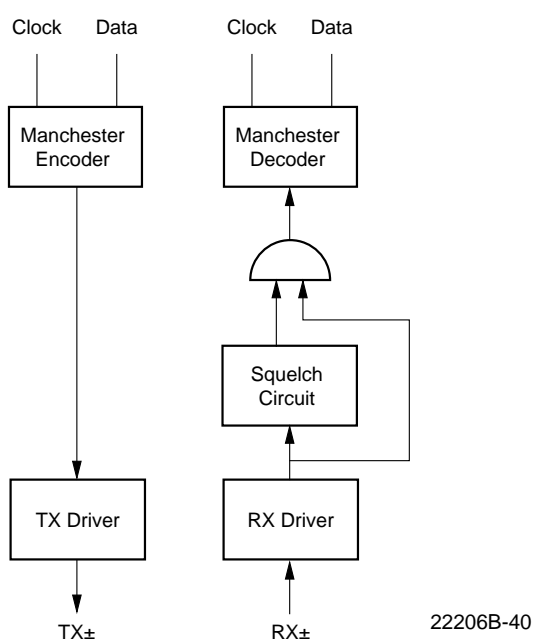 Clock Data Clock Data
Manchester
Encoder
Manchester
Decoder
Squelch
Circuit
TX Driver
RX Driver
TX±
RX±
22206B-40